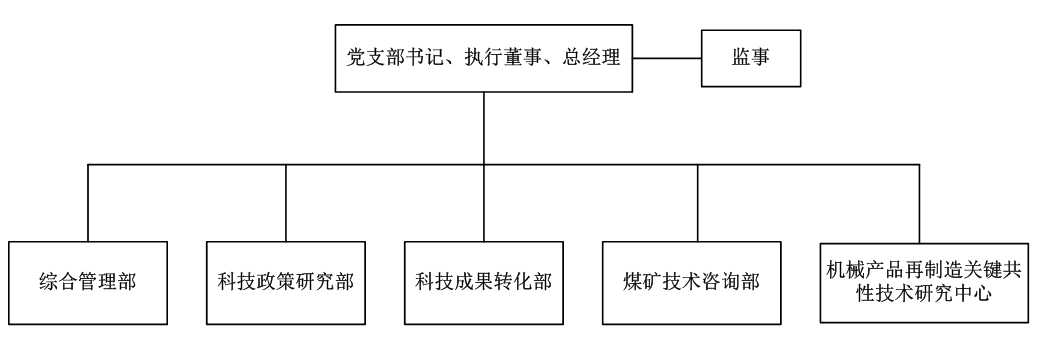 党支部书记、执行董事、总经理
监事
综合管理部
科技政策研究部
科技成果转化部
煤矿技术咨询部
机械产品再制造关键共
性技术研究中心